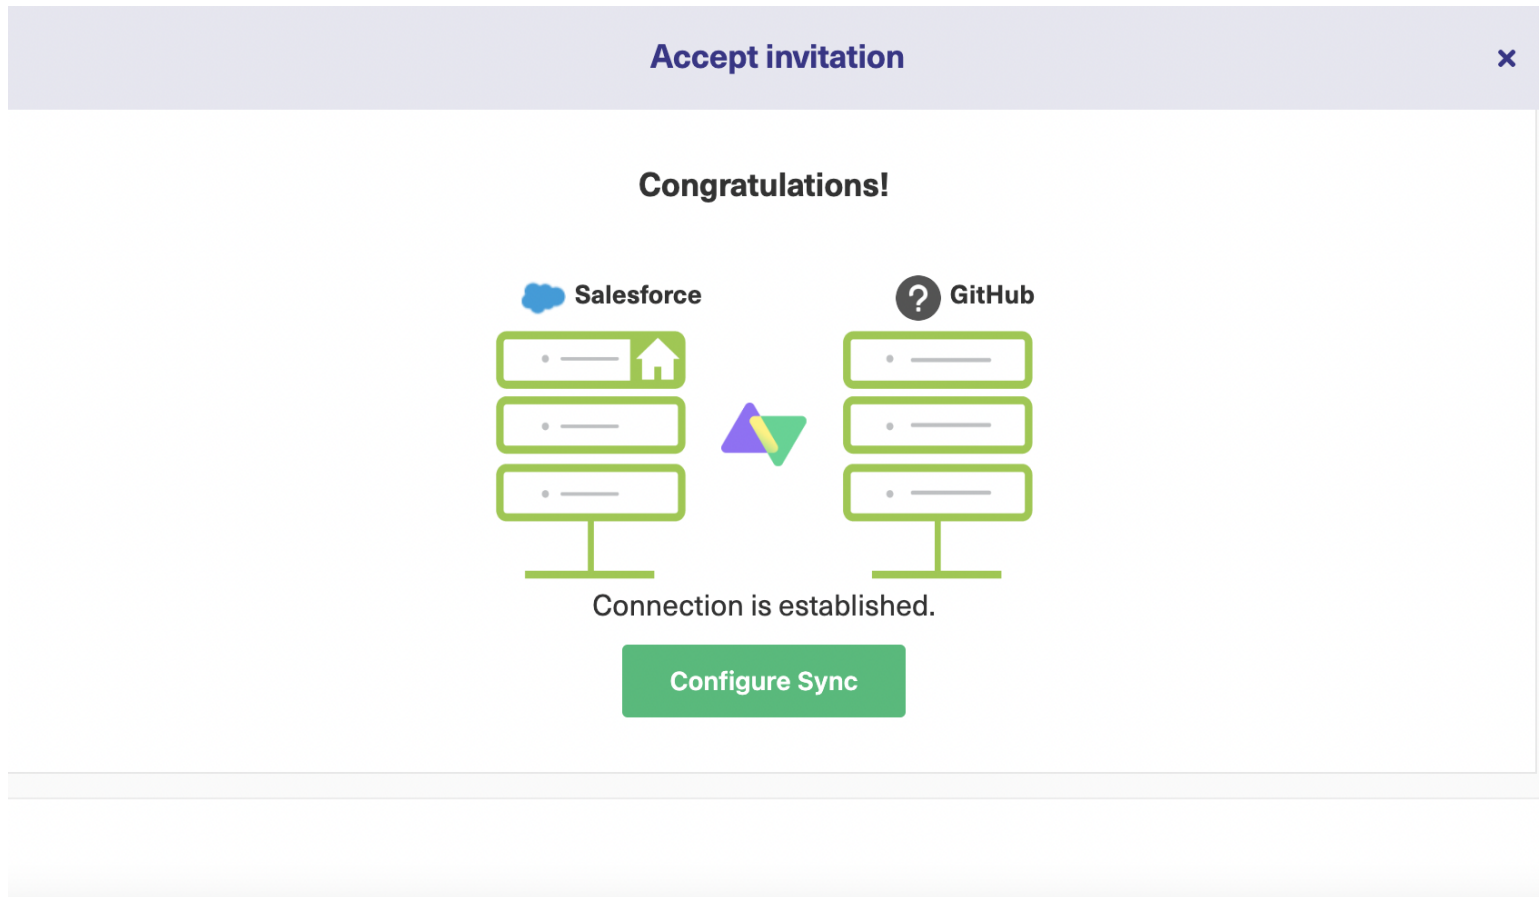 Accept invitation
Congratulations!
Salesforce
GitHub
Connection is established.
Configure Sync